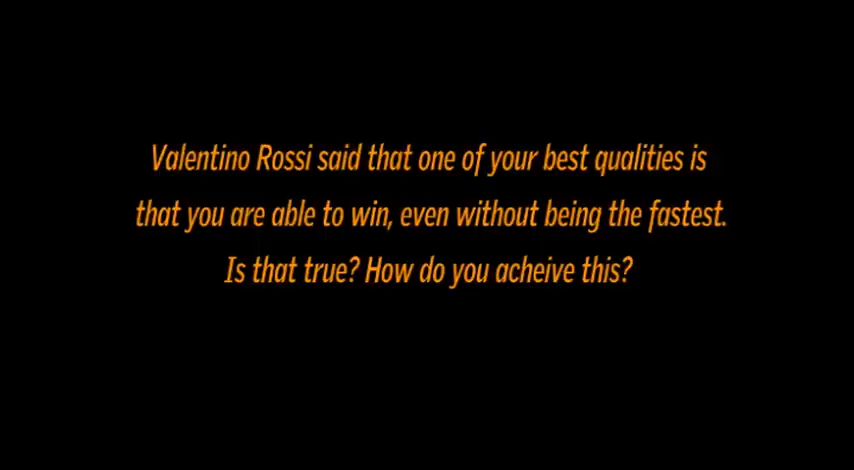 Valentino Rossi said that one of your best qualities is
that you are able to win, even without being the fastest.
Is that true? How do you acheive this?